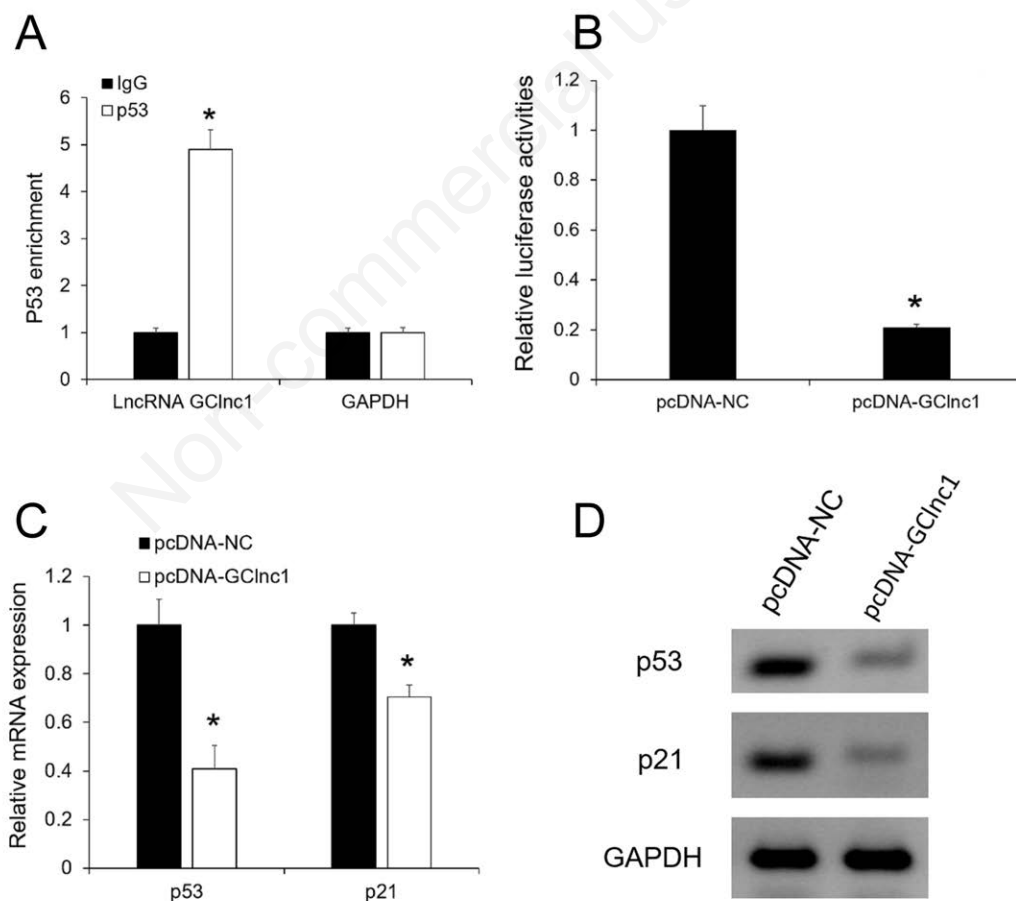 A
IgG
p53
P53 enrichment
6
5
4
3
2
1
0
*
LncRNA GClnc1
GAPDH
B
Relative luciferase activities
1.2
1
0.8
0.6
0.4
0.2
0
*
pcDNA-NC
pcDNA-GClnc1
C
pcDNA-NC
pcDNA-GClnc1
Relative mRNA expression
1.2
1
0.8
0.6
0.4
0.2
0
*
*
p53
p21
D
pcDNA-NC
pcDNA-GClnc1
p53
p21
GAPDH
Non-commercial us